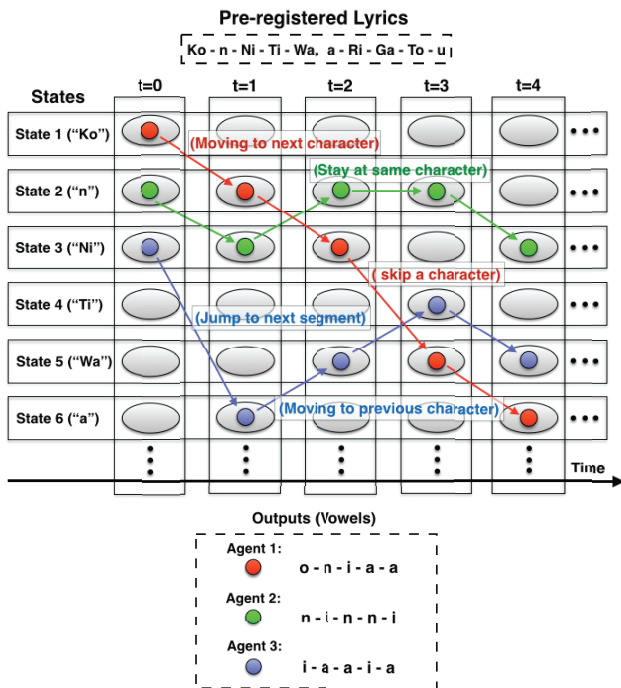 Pre-registered Lyrics
Ko - n - Ni - Ti - Wa, a - Ri - Ga - To - u
States
t=0 t=1 t=2 t=3 t=4
State 1 (“Ko”)
(Moving to next character)
(Stay at same character)
State 2 (“n”)
State 3 (“Ni”)
( skip a character)
State 4 (“Ti”)
(Jump to next segment)
State 5 (“Wa”)
(Moving to previous character)
State 6 (“a”)
Time
Outputs (Vowels)
Agent 1:
o - n - i - a - a
Agent 2:
n - i - n - n - i
Agent 3:
i - a - a - i - a